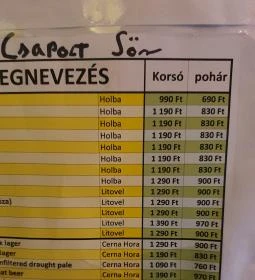 Csapolt Sör
EGNEVEZÉS Korsó pohár
Holba 990 Ft 690 Ft
Holba 1 190 Ft 830 Ft
Holba 1 190 Ft 830 Ft
Holba 1 190 Ft 830 Ft
Holba 1 190 Ft 830 Ft
Holba 1 190 Ft 830 Ft
Holba 1 190 Ft 830 Ft
Holba 1 290 Ft 900 Ft
Litovel 1 290 Ft 900 Ft
za) Litovel 1 290 Ft 900 Ft
Litovel 1 290 Ft 900 Ft
Litovel 1 390 Ft 970 Ft
Litovel 1 290 Ft 900 Ft
k lager Cerna Hora 1 290 Ft 900 Ft
lager Cerna Hora 1 190 Ft 830 Ft
nfiltered draught pale Cerna Hora 1 090 Ft 760 Ft
at beer Cerna Hora 1 390 Ft 970 Ft